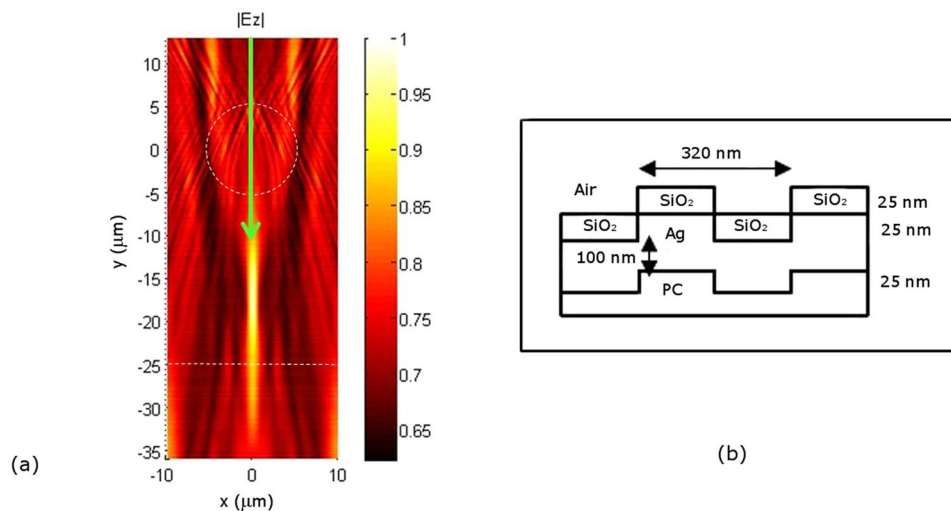 |Ez|
10
5
0
-5
-10
-15
-20
-25
-30
-35
y (μm)
-10
0
10
x (μm)
1
0.95
0.9
0.85
0.8
0.75
0.7
0.65
(a)
320 nm
Air
SiO₂
SiO₂
25 nm
SiO₂
Ag
SiO₂
25 nm
100 nm
PC
25 nm
(b)